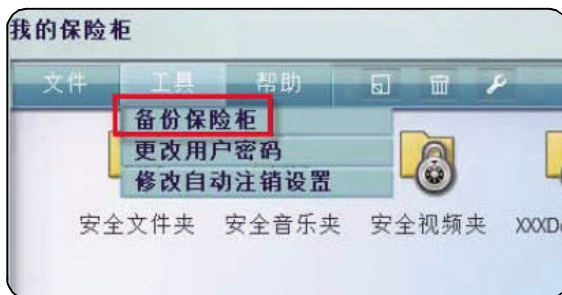 我的保险柜
文件 工具 帮助
备份保险柜
更改用户密码
修改自动注销设置
安全文件夹 安全音乐夹 安全视频夹